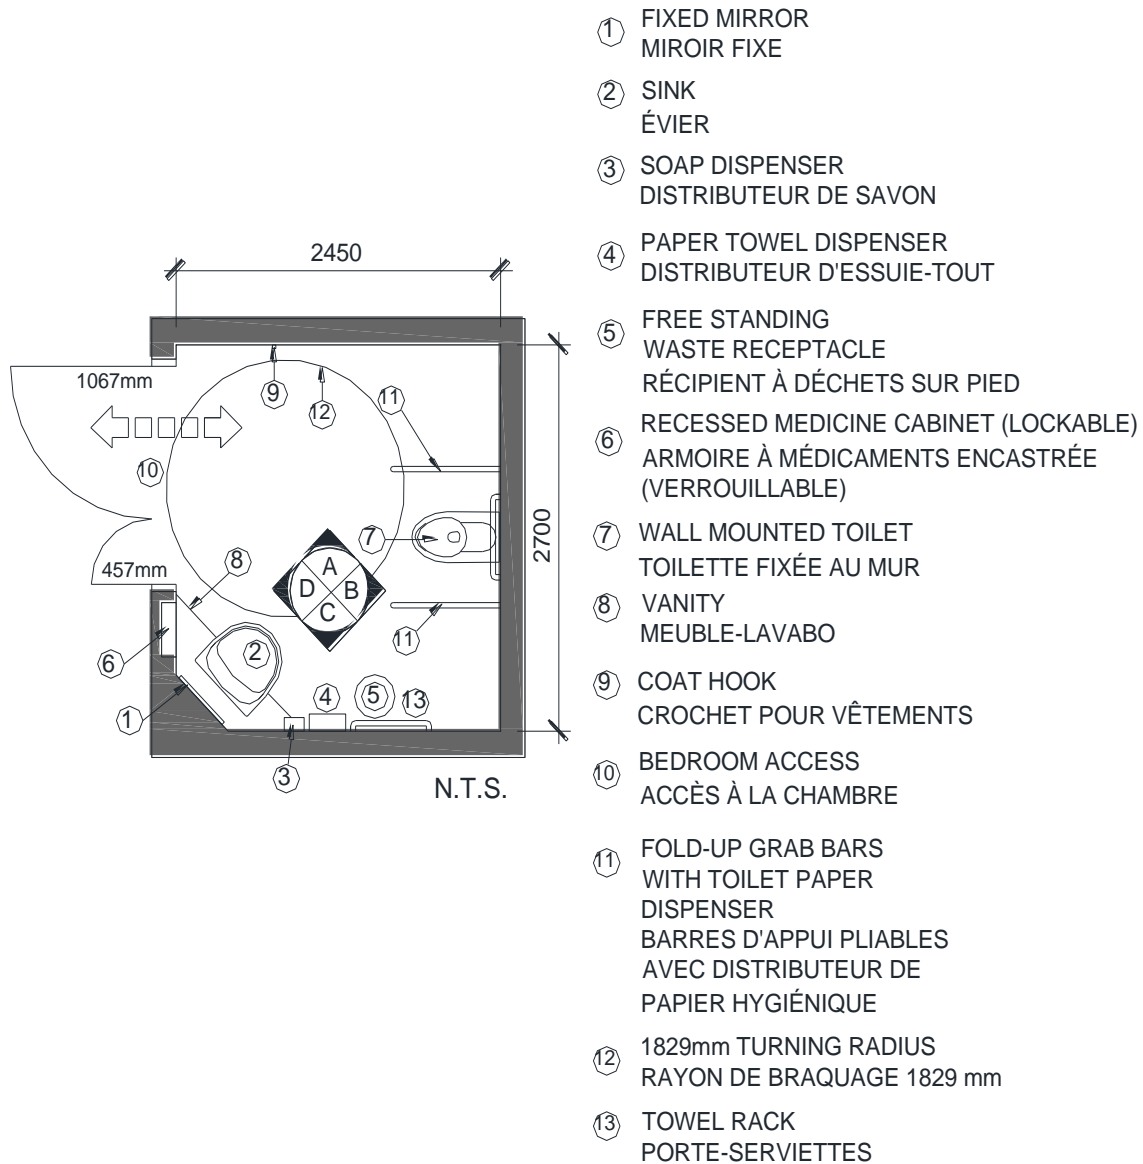 2450
1067mm
9
12
11
10
7
2700
457mm
8
A
D
B
C
2
11
6
4
5
13
1
3
N.T.S.
1 FIXED MIRROR
MIROIR FIXE
2 SINK
ÉVIER
3 SOAP DISPENSER
DISTRIBUTEUR DE SAVON
4 PAPER TOWEL DISPENSER
DISTRIBUTEUR D'ESSUIE-TOUT
5 FREE STANDING
WASTE RECEPTACLE
RÉCIPIENT À DÉCHETS SUR PIED
6 RECESSED MEDICINE CABINET (LOCKABLE)
ARMOIRE À MÉDICAMENTS ENCASTRÉE
(VERROUILLABLE)
7 WALL MOUNTED TOILET
TOILETTE FIXÉE AU MUR
8 VANITY
MEUBLE-LAVABO
9 COAT HOOK
CROCHET POUR VÊTEMENTS
10 BEDROOM ACCESS
ACCÈS À LA CHAMBRE
11 FOLD-UP GRAB BARS
WITH TOILET PAPER
DISPENSER
BARRES D'APPUI PLIABLES
AVEC DISTRIBUTEUR DE
PAPIER HYGIÉNIQUE
12 1829mm TURNING RADIUS
RAYON DE BRAQUAGE 1829 mm
13 TOWEL RACK
PORTE-SERVIETTES